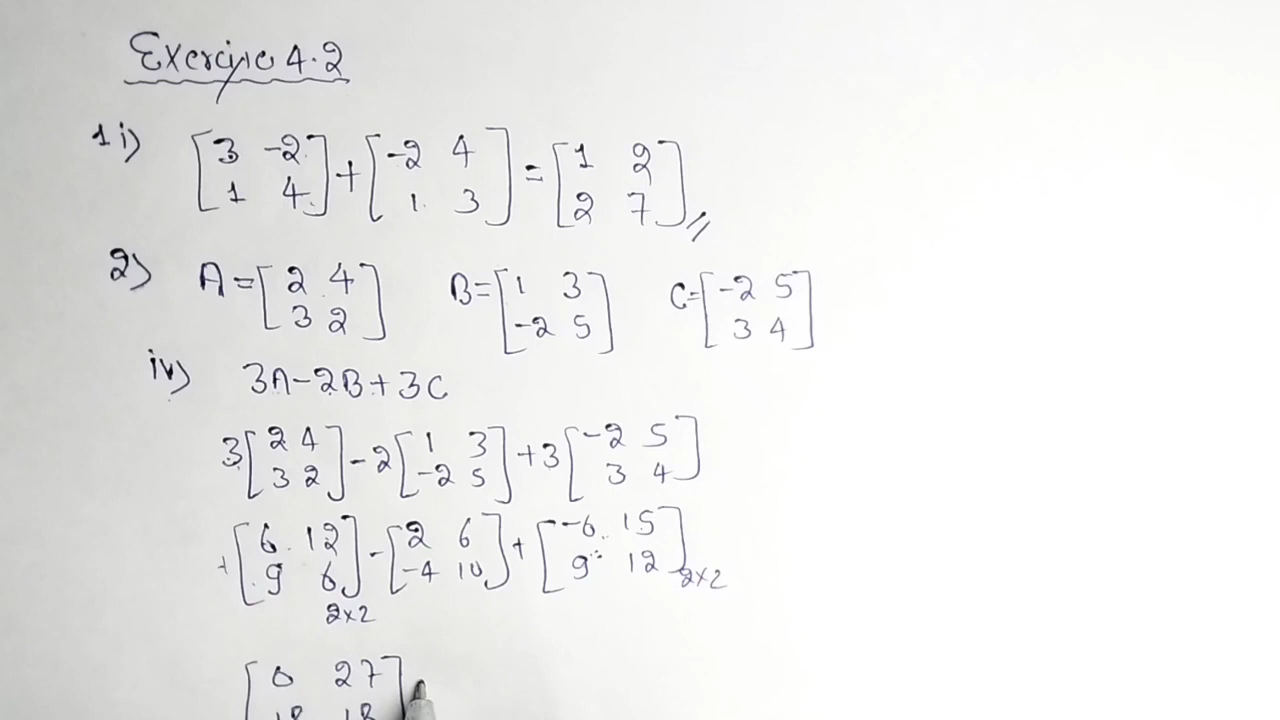 Exercise 4.2
1 i) [3 -2 + [-2 4 = [1 2
1 4] 1 3] 2 7] //
2) A = [2 4 B = [1 3 C = [-2 5
3 2] -2 5] 3 4]
iv) 3A - 2B + 3C
3[2 4 - 2[1 3 + 3[-2 5
3 2] -2 5] 3 4]
+ [6 12 - [2 6 + [-6 15
9 6] 2x2 -4 10] 9 12] 2x2
[0 27]
18 18